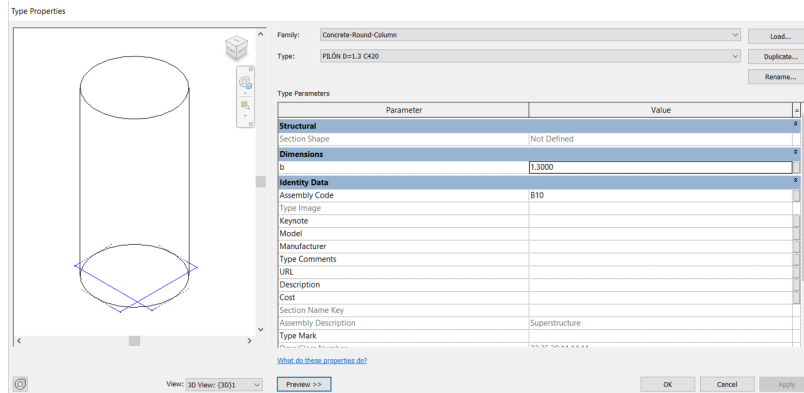 Type Properties
Family: Concrete-Round-Column Load...
Type: PILÓN D=1.3 C420 Duplicate...
Rename...
Type Parameters
Parameter Value =
Structural
Section Shape Not Defined
Dimensions
b 1.3000
Identity Data
Assembly Code B10
Type Image
Keynote
Model
Manufacturer
Type Comments
URL
Description
Cost
Section Name Key
Assembly Description Superstructure
Type Mark
What do these properties do?
View: 3D View: {3D}1 Preview >> OK Cancel Apply